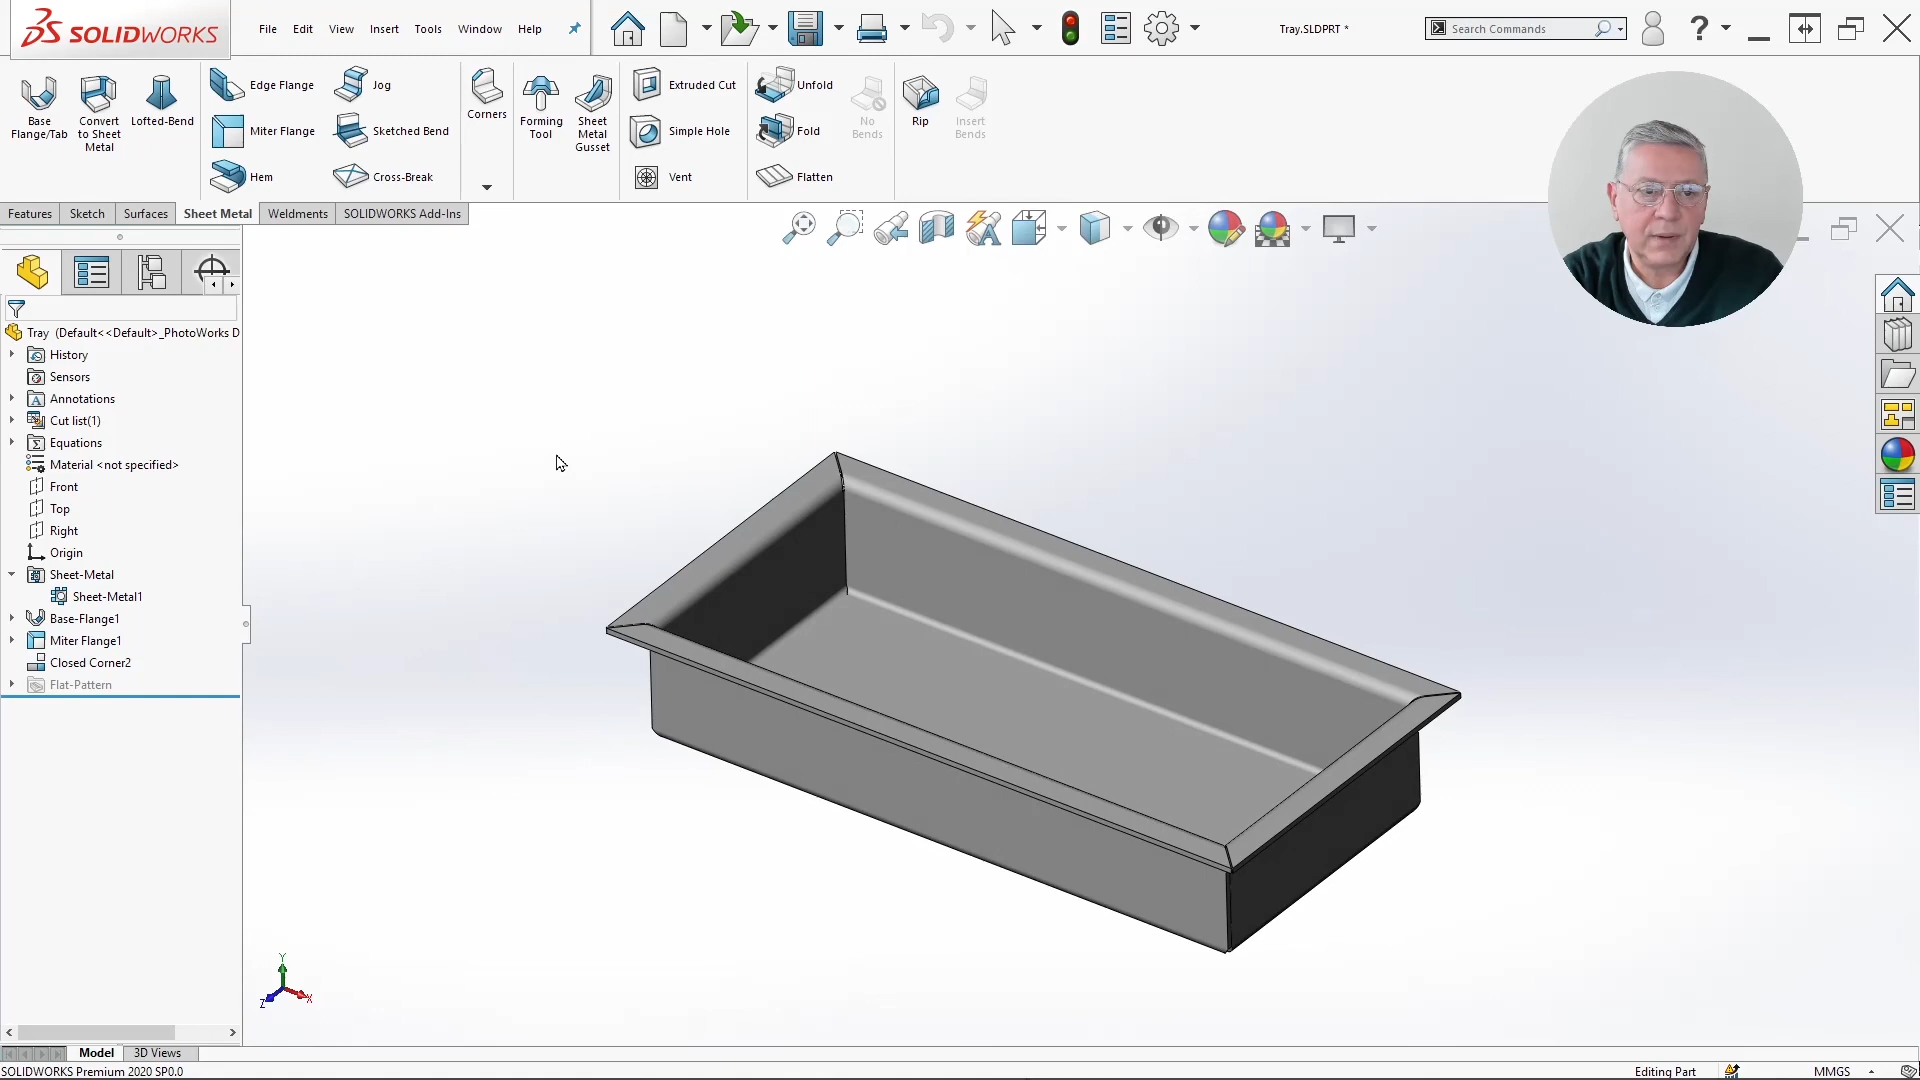 SOLIDWORKS
File Edit View Insert Tools Window Help
Tray.SLDPRT *
Search Commands
Base Flange/Tab
Convert to Sheet Metal
Lofted-Bend
Edge Flange
Miter Flange
Hem
Jog
Sketched Bend
Cross-Break
Corners
Forming Tool
Sheet Metal Gusset
Extruded Cut
Simple Hole
Vent
Unfold
Fold
Flatten
No Bends
Rip
Insert Bends
Features Sketch Surfaces Sheet Metal Weldments SOLIDWORKS Add-Ins
Tray (Default<<Default>_PhotoWorks D
History
Sensors
Annotations
Cut list(1)
Equations
Material <not specified>
Front
Top
Right
Origin
Sheet-Metal
Sheet-Metal1
Base-Flange1
Miter Flange1
Closed Corner2
Flat-Pattern
Y
Z
X
Model 3D Views
SOLIDWORKS Premium 2020 SP0.0
Editing Part
MMGS